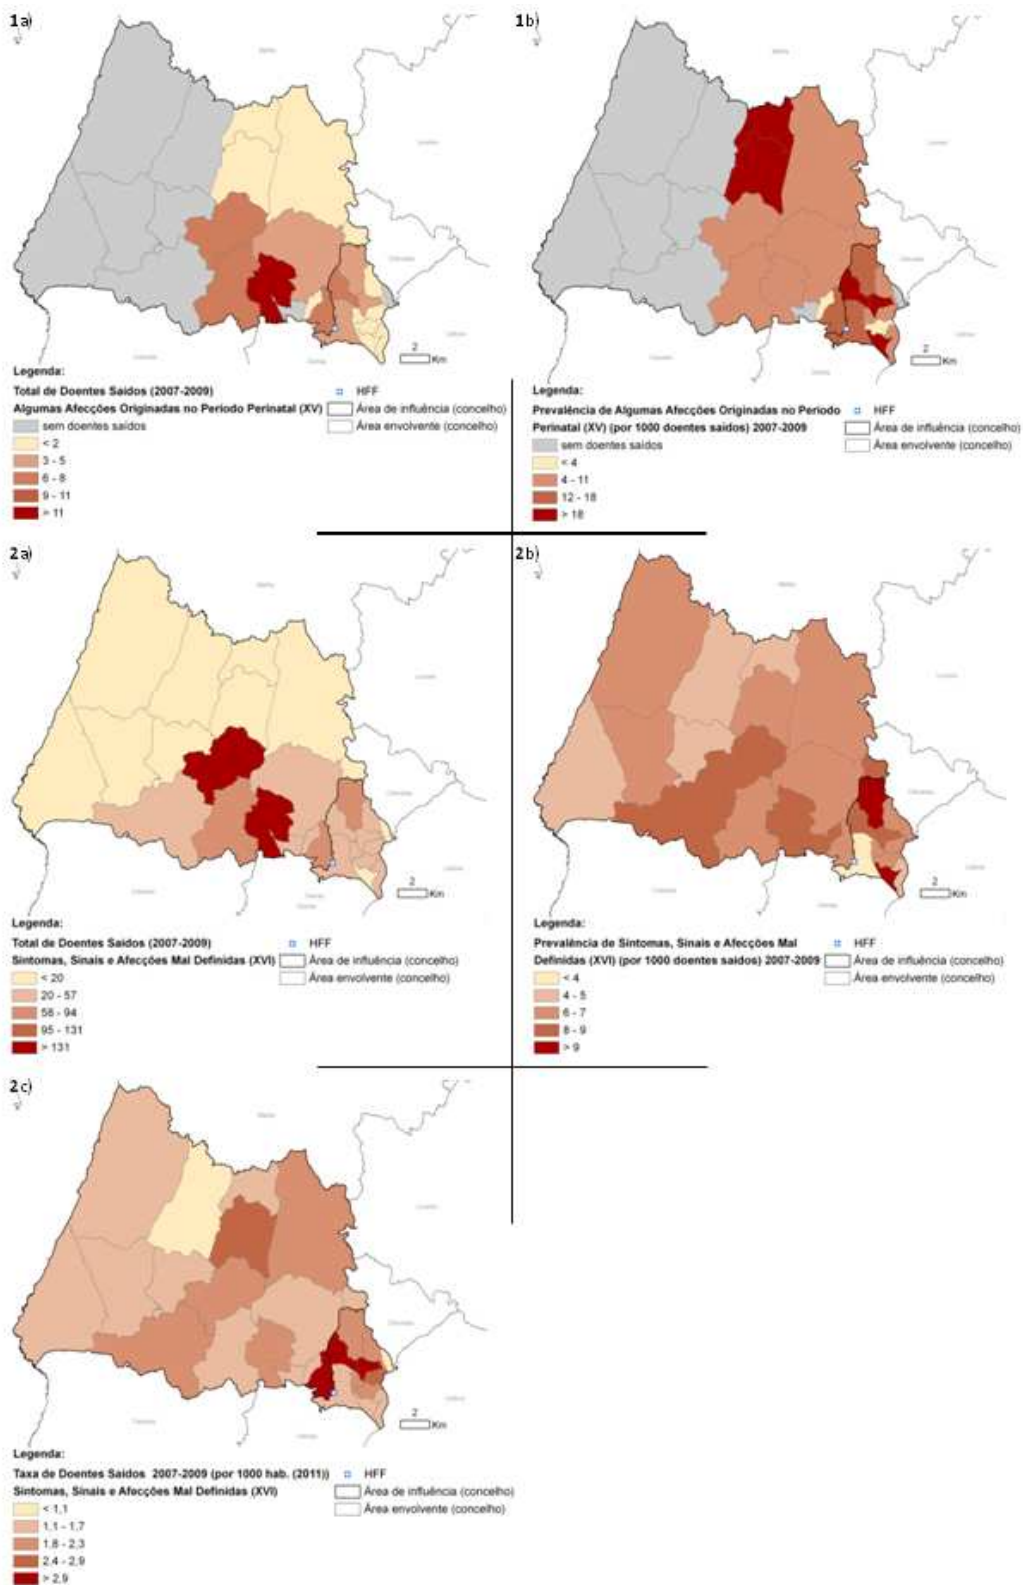 1a)
1b)
2
Km
Legenda:
Total de Doentes Saídos (2007-2009)
HFF
Algumas Afecções Originadas no Período Perinatal (XV)
Área de influência (concelho)
sem doentes saídos
Área envolvente (concelho)
< 2
3 - 5
6 - 8
9 - 11
> 11
2
Km
Legenda:
Prevalência de Algumas Afecções Originadas no Período
HFF
Perinatal (XV) (por 1000 doentes saídos) 2007-2009
Área de influência (concelho)
sem doentes saídos
Área envolvente (concelho)
< 4
4 - 11
12 - 18
> 18
2a)
2b)
2
Km
Legenda:
Total de Doentes Saídos (2007-2009)
HFF
Sintomas, Sinais e Afecções Mal Definidas (XVI)
Área de influência (concelho)
Área envolvente (concelho)
< 20
20 - 57
58 - 94
95 - 131
> 131
2
Km
Legenda:
Prevalência de Sintomas, Sinais e Afecções Mal
HFF
Definidas (XVI) (por 1000 doentes saídos) 2007-2009
Área de influência (concelho)
Área envolvente (concelho)
< 4
4 - 5
6 - 7
8 - 9
> 9
2c)
2
Km
Legenda:
Taxa de Doentes Saídos 2007-2009 (por 1000 hab. (2011))
HFF
Sintomas, Sinais e Afecções Mal Definidas (XVI)
Área de influência (concelho)
Área envolvente (concelho)
< 1,1
1,1 - 1,7
1,8 - 2,3
2,4 - 2,9
> 2,9